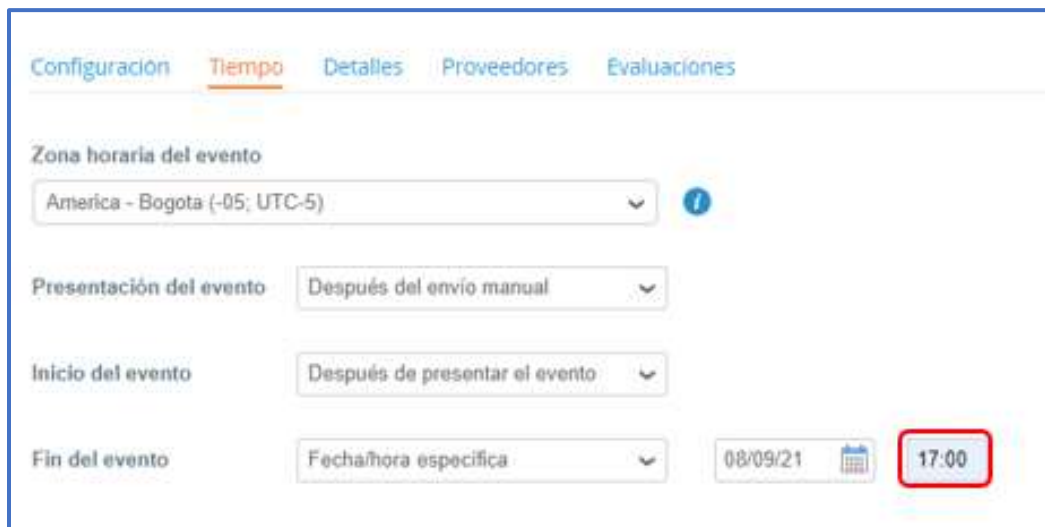 Configuración Tiempo Detalles Proveedores Evaluaciones
Zona horaria del evento
America - Bogota (-05; UTC-5)
Presentación del evento Después del envío manual
Inicio del evento Después de presentar el evento
Fin del evento Fecha/hora específica 08/09/21 17:00